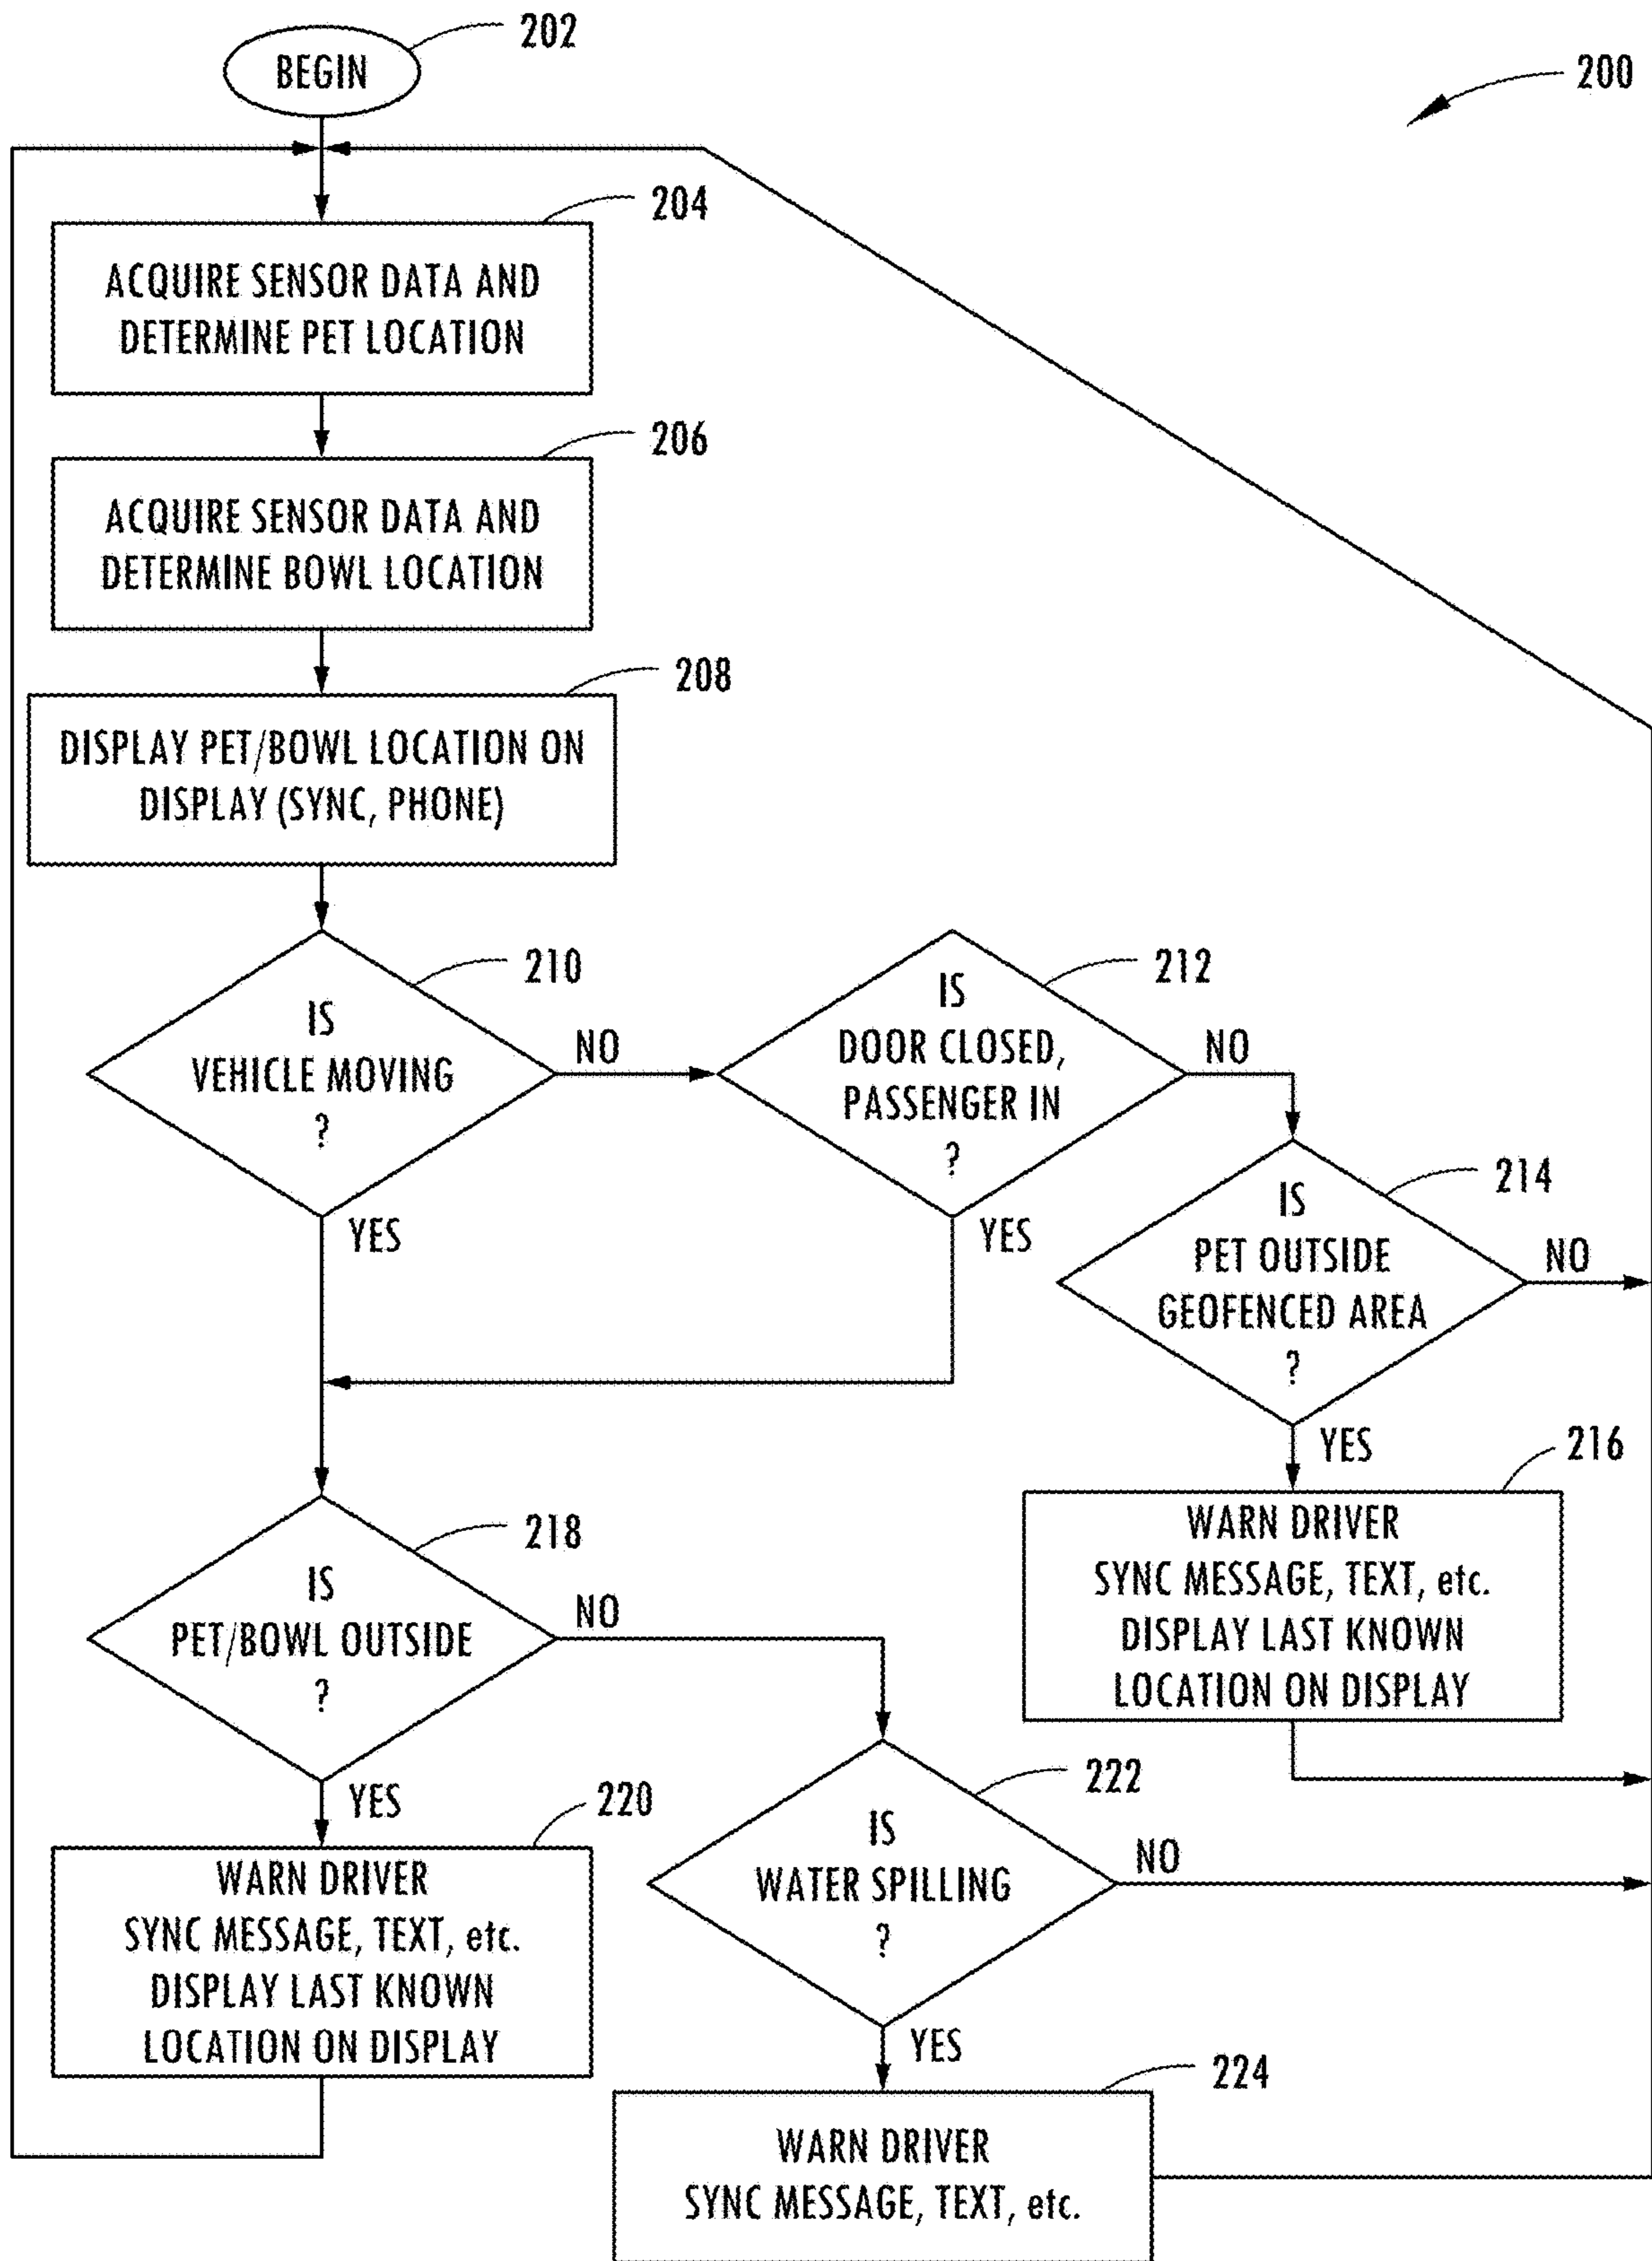 202
BEGIN
200
204
ACQUIRE SENSOR DATA AND
DETERMINE PET LOCATION
206
ACQUIRE SENSOR DATA AND
DETERMINE BOWL LOCATION
208
DISPLAY PET/BOWL LOCATION ON
DISPLAY (SYNC, PHONE)
210
IS
VEHICLE MOVING
?
NO
YES
212
IS
DOOR CLOSED,
PASSENGER IN
?
NO
YES
214
IS
PET OUTSIDE
GEOFENCED AREA
?
NO
YES
216
WARN DRIVER
SYNC MESSAGE, TEXT, etc.
DISPLAY LAST KNOWN
LOCATION ON DISPLAY
218
IS
PET/BOWL OUTSIDE
?
NO
YES
220
WARN DRIVER
SYNC MESSAGE, TEXT, etc.
DISPLAY LAST KNOWN
LOCATION ON DISPLAY
222
IS
WATER SPILLING
?
NO
YES
224
WARN DRIVER
SYNC MESSAGE, TEXT, etc.